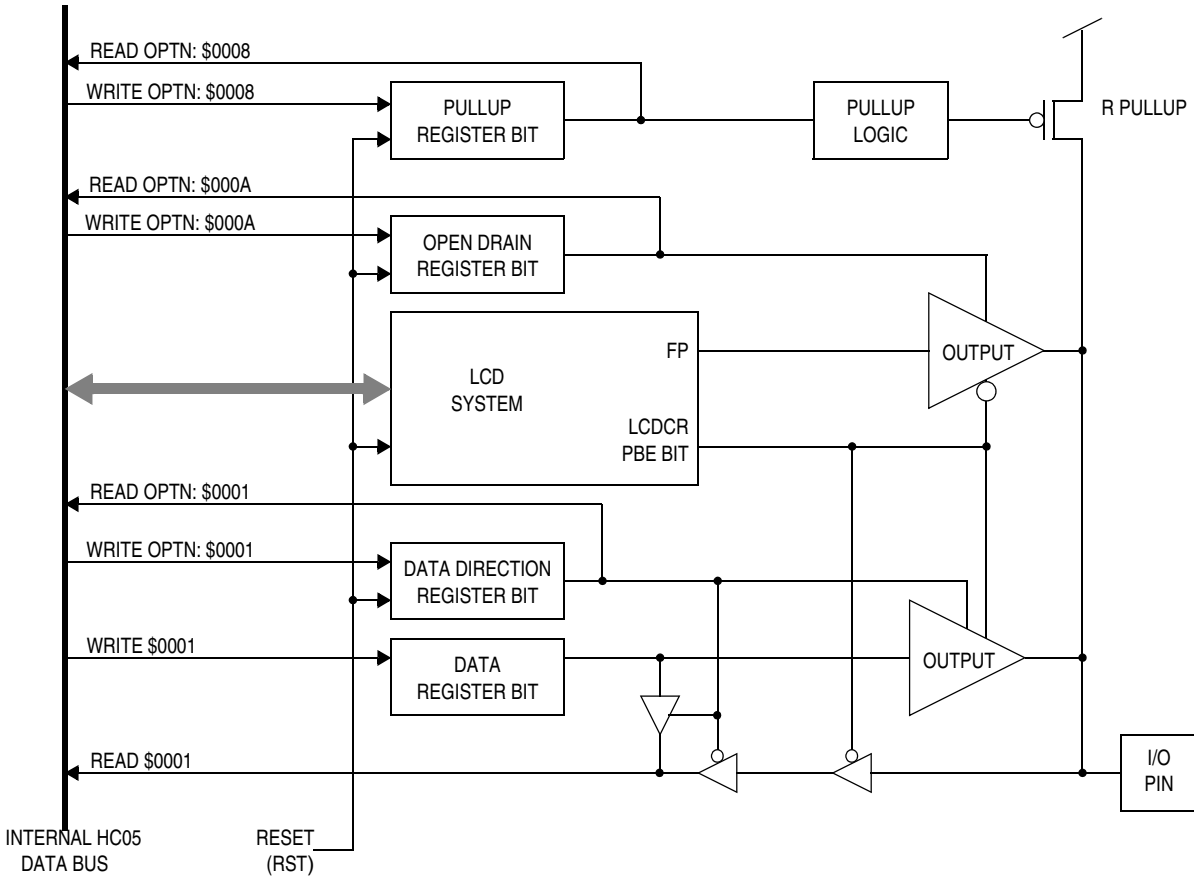 READ OPTN: $0008
WRITE OPTN: $0008
PULLUP
REGISTER BIT
PULLUP
LOGIC
R PULLUP
READ OPTN: $000A
WRITE OPTN: $000A
OPEN DRAIN
REGISTER BIT
FP
OUTPUT
LCD
SYSTEM
LCDCR
PBE BIT
READ OPTN: $0001
WRITE OPTN: $0001
DATA DIRECTION
REGISTER BIT
WRITE $0001
DATA
REGISTER BIT
OUTPUT
READ $0001
I/O
PIN
INTERNAL HC05
DATA BUS
RESET
(RST)